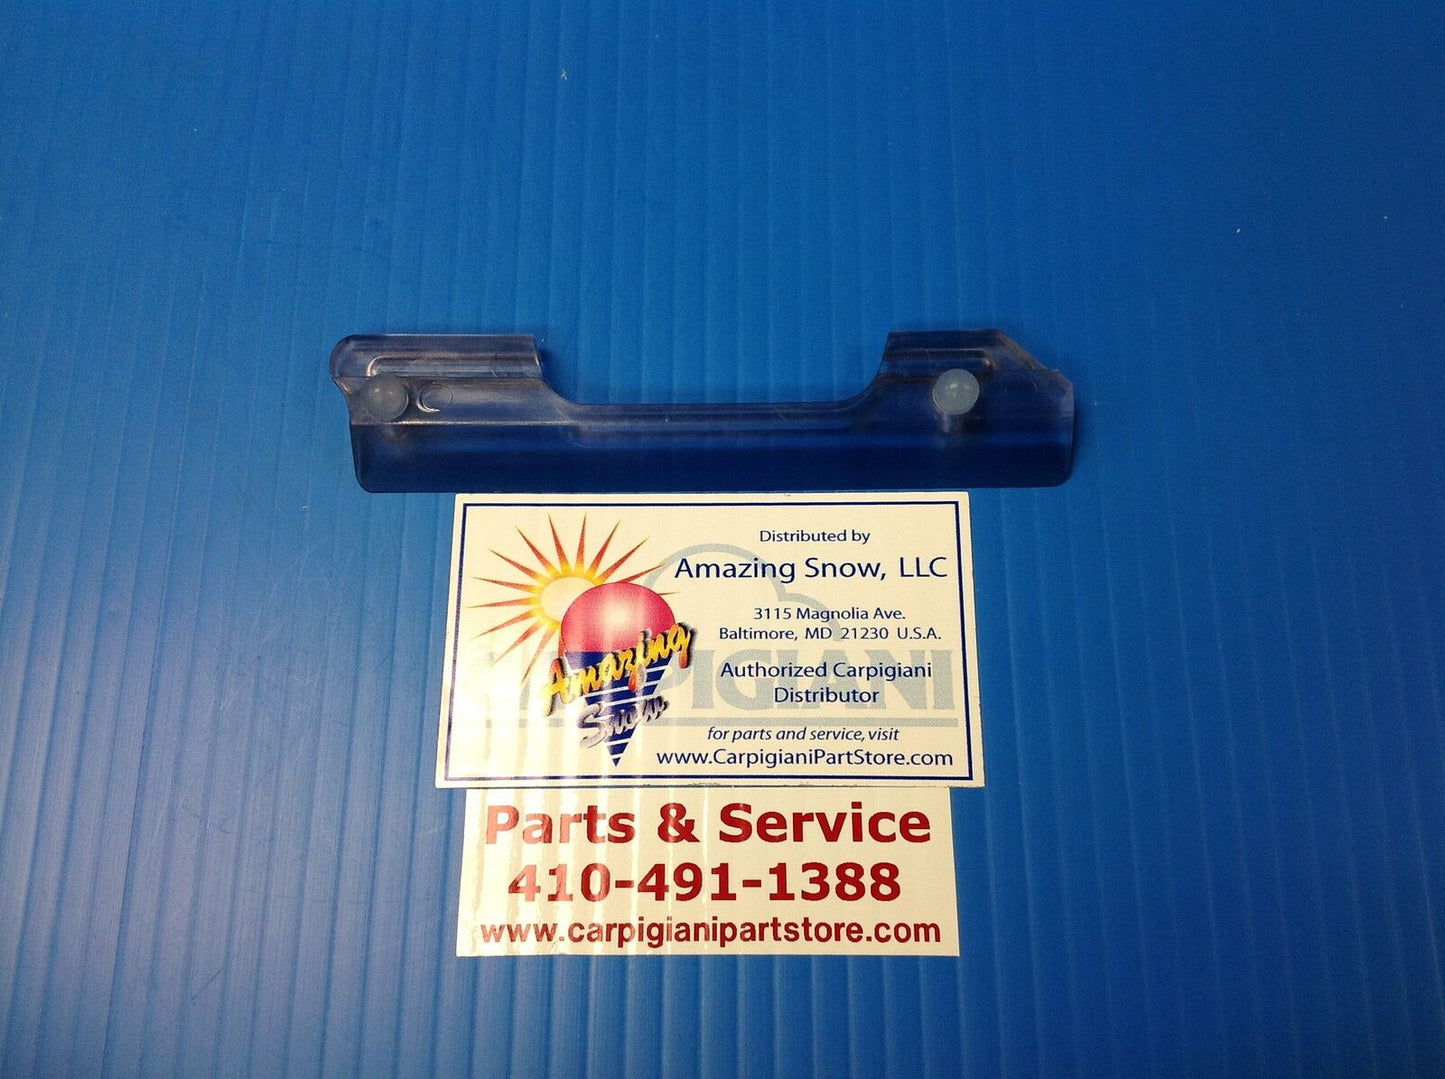 Distributed by
Amazing Snow, LLC
3115 Magnolia Ave.
Baltimore, MD 21230 U.S.A.
Authorized Carpigiani
Distributor
for parts and service, visit
www.CarpigianiPartStore.com
Amazing
Snow
CARPIGIANI
Parts & Service
410-491-1388
www.carpigianipartstore.com